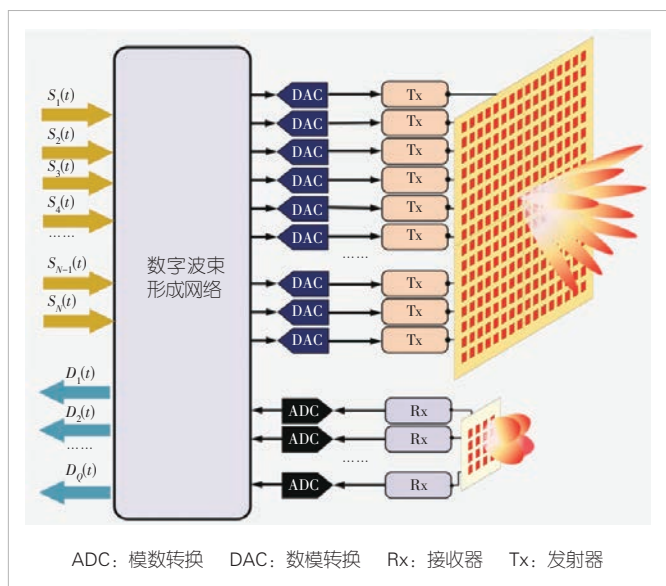 S₁(t)
S₂(t)
S₃(t)
S₄(t)
……
S_{N−1}(t)
S_N(t)
D₁(t)
D₂(t)
……
D_Q(t)
数字波束
形成网络
DAC Tx
DAC Tx
DAC Tx
DAC Tx
DAC Tx
DAC Tx
……
DAC Tx
DAC Tx
DAC Tx
ADC Rx
ADC Rx
……
ADC Rx
ADC：模数转换 DAC：数模转换 Rx：接收器 Tx：发射器